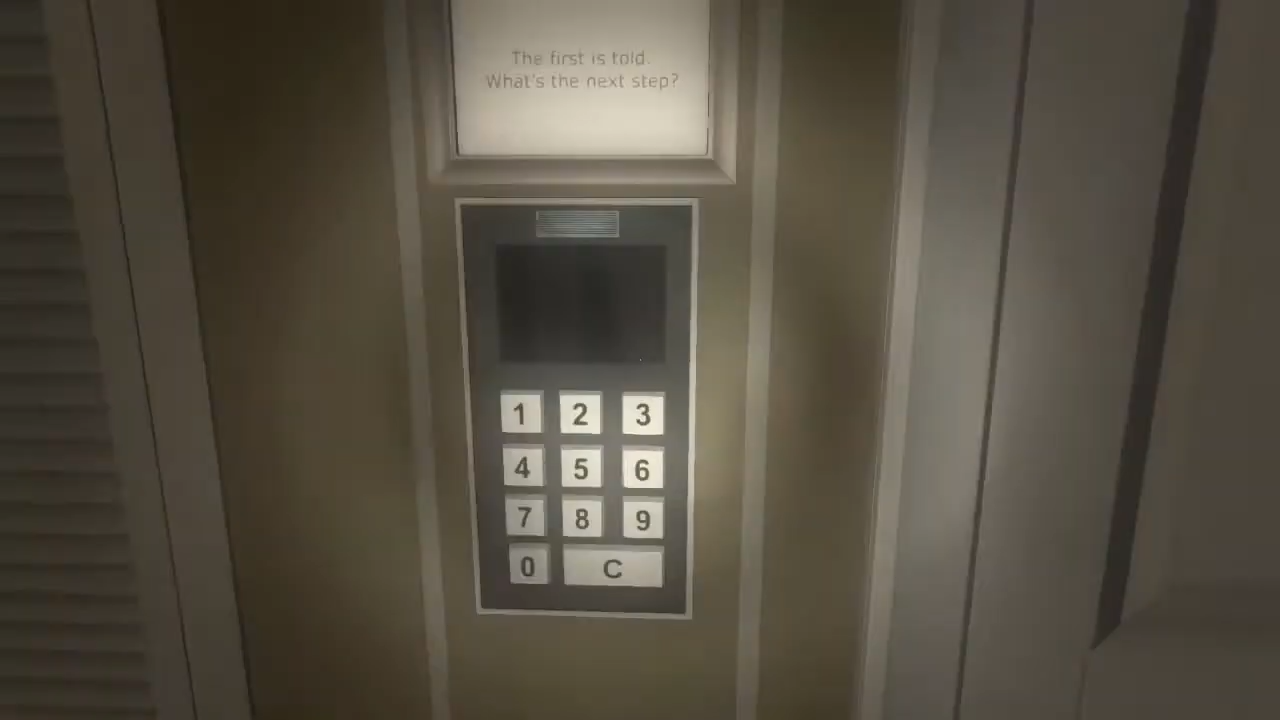 The first is told.
What's the next step?
1 2 3
4 5 6
7 8 9
0 C